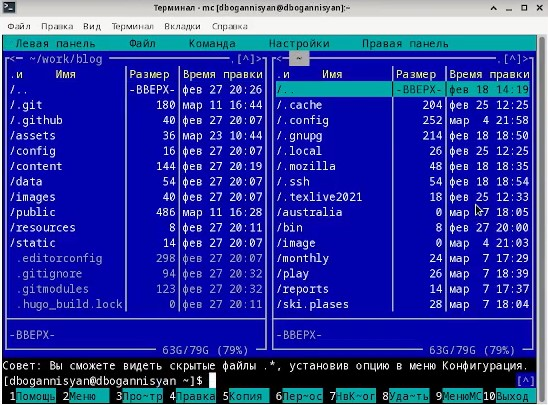 Терминал - mc [dbogannisyan@dbogannisyan]:~
Файл Правка Вид Терминал Вкладки Справка
Левая панель Файл Команда Настройки Правая панель
<─ ~/work/blog .[^]> <─ ~ .[^]>
.и Имя Размер Время правки .и Имя Размер Время правки
/.. -ВВЕРХ- фев 27 20:26 /.. -ВВЕРХ- фев 18 14:19
/.git 180 мар 11 16:44 /.cache 204 фев 25 12:25
/.github 40 фев 27 20:07 /.config 252 мар 4 21:58
/assets 36 мар 23 10:44 /.gnupg 214 фев 18 18:50
/config 16 фев 27 20:07 /.local 26 фев 25 12:25
/content 144 фев 27 20:19 /.mozilla 48 фев 18 18:35
/data 54 фев 27 20:07 /.ssh 54 фев 18 18:54
/images 40 фев 27 20:07 /.texlive2021 18 фев 25 12:33
/public 486 мар 11 16:28 /australia 0 мар 7 18:05
/resources 8 фев 27 20:11 /bin 8 фев 27 20:00
/static 14 фев 27 20:07 /image 0 мар 4 21:03
.editorconfig 298 фев 27 20:07 /monthly 24 мар 7 17:29
.gitignore 94 фев 27 20:32 /play 26 мар 7 18:39
.gitmodules 123 фев 27 20:32 /reports 14 мар 7 17:37
.hugo_build.lock 0 фев 27 20:11 /ski.plases 28 мар 7 18:04
-ВВЕРХ- -ВВЕРХ-
63G/79G (79%) 63G/79G (79%)
Совет: Вы сможете видеть скрытые файлы .*, установив опцию в меню Конфигурация.
[dbogannisyan@dbogannisyan ~]$ [^]
1Помощь 2Меню 3Про~тр 4Правка 5Копия 6Пер~ос 7НвК~ог 8Уда~ть 9МенюMC 10Выход